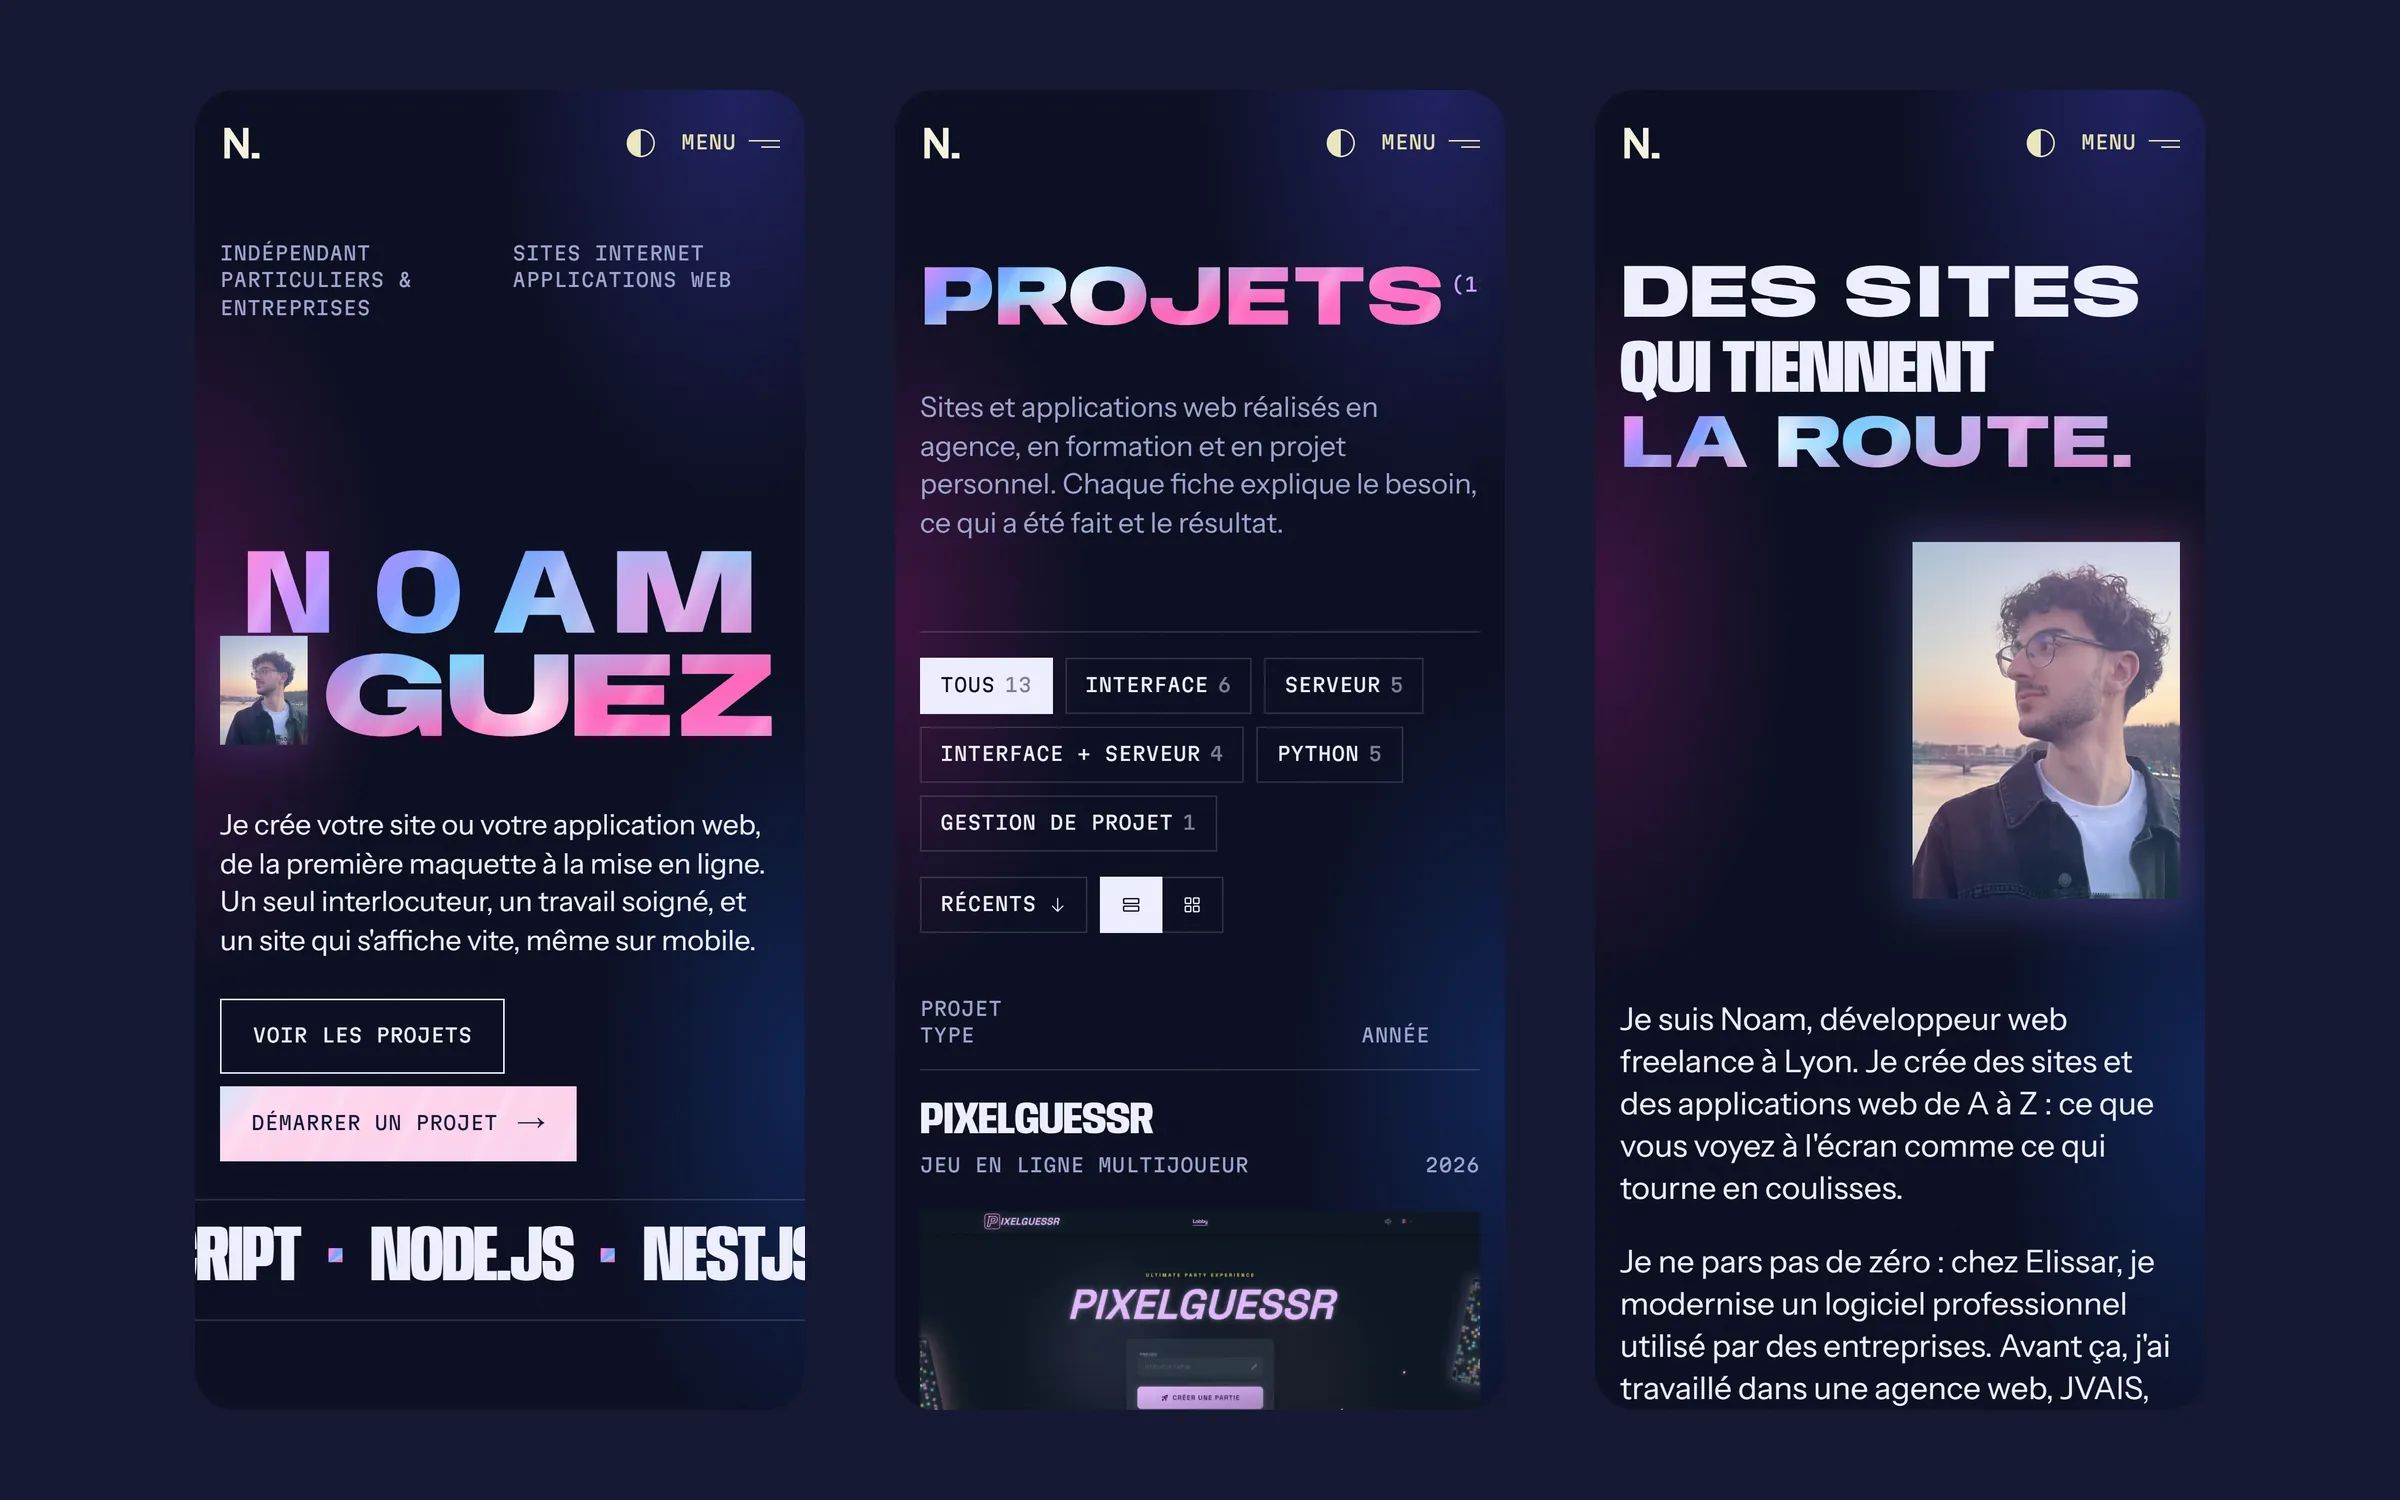 N.
MENU
INDÉPENDANT
PARTICULIERS &
ENTREPRISES
SITES INTERNET
APPLICATIONS WEB
NOAM
GUEZ
Je crée votre site ou votre application web,
de la première maquette à la mise en ligne.
Un seul interlocuteur, un travail soigné, et
un site qui s'affiche vite, même sur mobile.
VOIR LES PROJETS
DÉMARRER UN PROJET →
RIPT ▪ NODE.JS ▪ NESTJS
N.
MENU
PROJETS (1
Sites et applications web réalisés en
agence, en formation et en projet
personnel. Chaque fiche explique le besoin,
ce qui a été fait et le résultat.
TOUS 13 INTERFACE 6 SERVEUR 5
INTERFACE + SERVEUR 4 PYTHON 5
GESTION DE PROJET 1
RÉCENTS ↓
PROJET
TYPE ANNÉE
PIXELGUESSR
JEU EN LIGNE MULTIJOUEUR 2026
PIXELGUESSR Lobby
ULTIMATE PARTY EXPERIENCE
PIXELGUESSR
CRÉER UNE PARTIE
N.
MENU
DES SITES
QUI TIENNENT
LA ROUTE.
Je suis Noam, développeur web
freelance à Lyon. Je crée des sites et
des applications web de A à Z : ce que
vous voyez à l'écran comme ce qui
tourne en coulisses.
Je ne pars pas de zéro : chez Elissar, je
modernise un logiciel professionnel
utilisé par des entreprises. Avant ça, j'ai
travaillé dans une agence web, JVAIS,